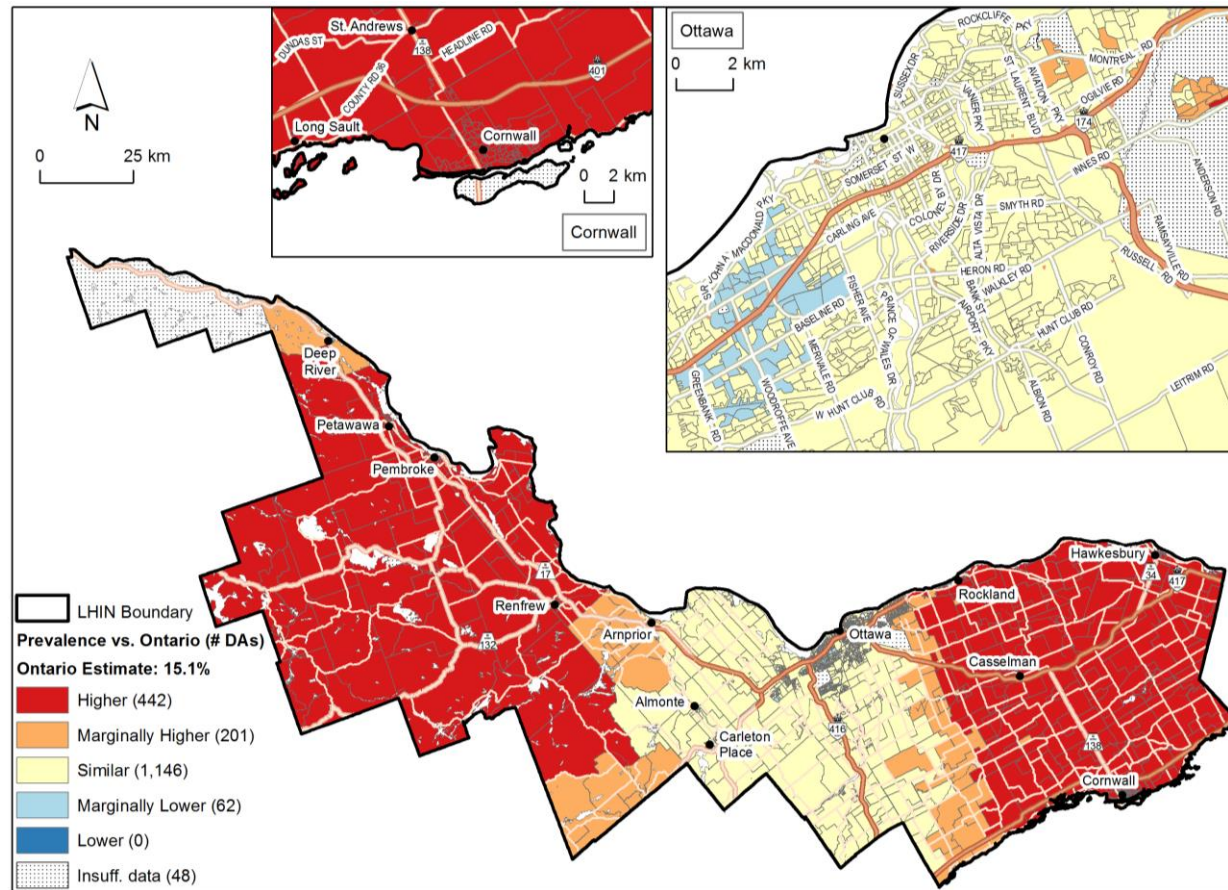 N
0 25 km
St. Andrews
DUNDAS ST
138
HEADLINE RD
COUNTY RD 36
401
Long Sault
Cornwall
0 2 km
Cornwall
Ottawa
0 2 km
ROCKCLIFFE PKY
SUSSEX DR
ST LAURENT BLVD
AVIATION PKY
MONTREAL RD
VANIER PKY
OGILVIE RD
174
417
SOMERSET ST W
INNES RD
ANDERSON RD
SIR JOHN A MACDONALD PKY
CARLING AVE
COLONEL BY DR
RIVERSIDE DR
ALTA VISTA DR
SMYTH RD
RAMSAYVILLE RD
RUSSELL RD
HERON RD
WALKLEY RD
BASELINE RD
FISHER AVE
PRINCE OF WALES DR
BANK ST
AIRPORT PKY
HUNT CLUB RD
CONROY RD
MERIVALE RD
GREENBANK RD
WOODROFFE AVE
W HUNT CLUB RD
ALBION RD
LEITRIM RD
Deep
River
Petawawa
Pembroke
17
Renfrew
132
Arnprior
Almonte
Carleton
Place
Ottawa
416
Rockland
Hawkesbury
34
417
Casselman
138
Cornwall
LHIN Boundary
Prevalence vs. Ontario (# DAs)
Ontario Estimate: 15.1%
Higher (442)
Marginally Higher (201)
Similar (1,146)
Marginally Lower (62)
Lower (0)
Insuff. data (48)